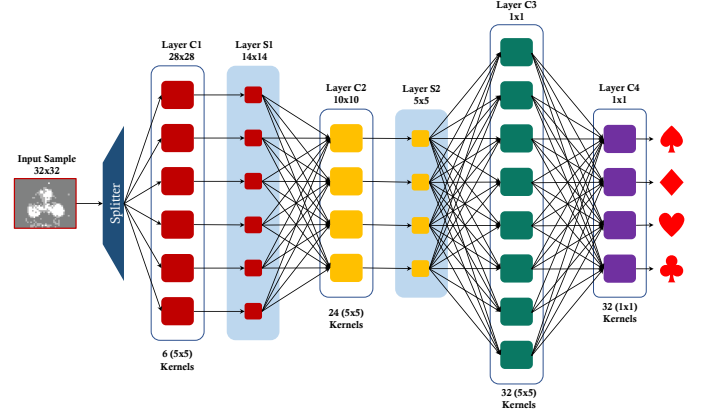 Input Sample
32x32
Splitter
Layer C1
28x28
6 (5x5)
Kernels
Layer S1
14x14
Layer C2
10x10
24 (5x5)
Kernels
Layer S2
5x5
Layer C3
1x1
32 (5x5)
Kernels
Layer C4
1x1
32 (1x1)
Kernels